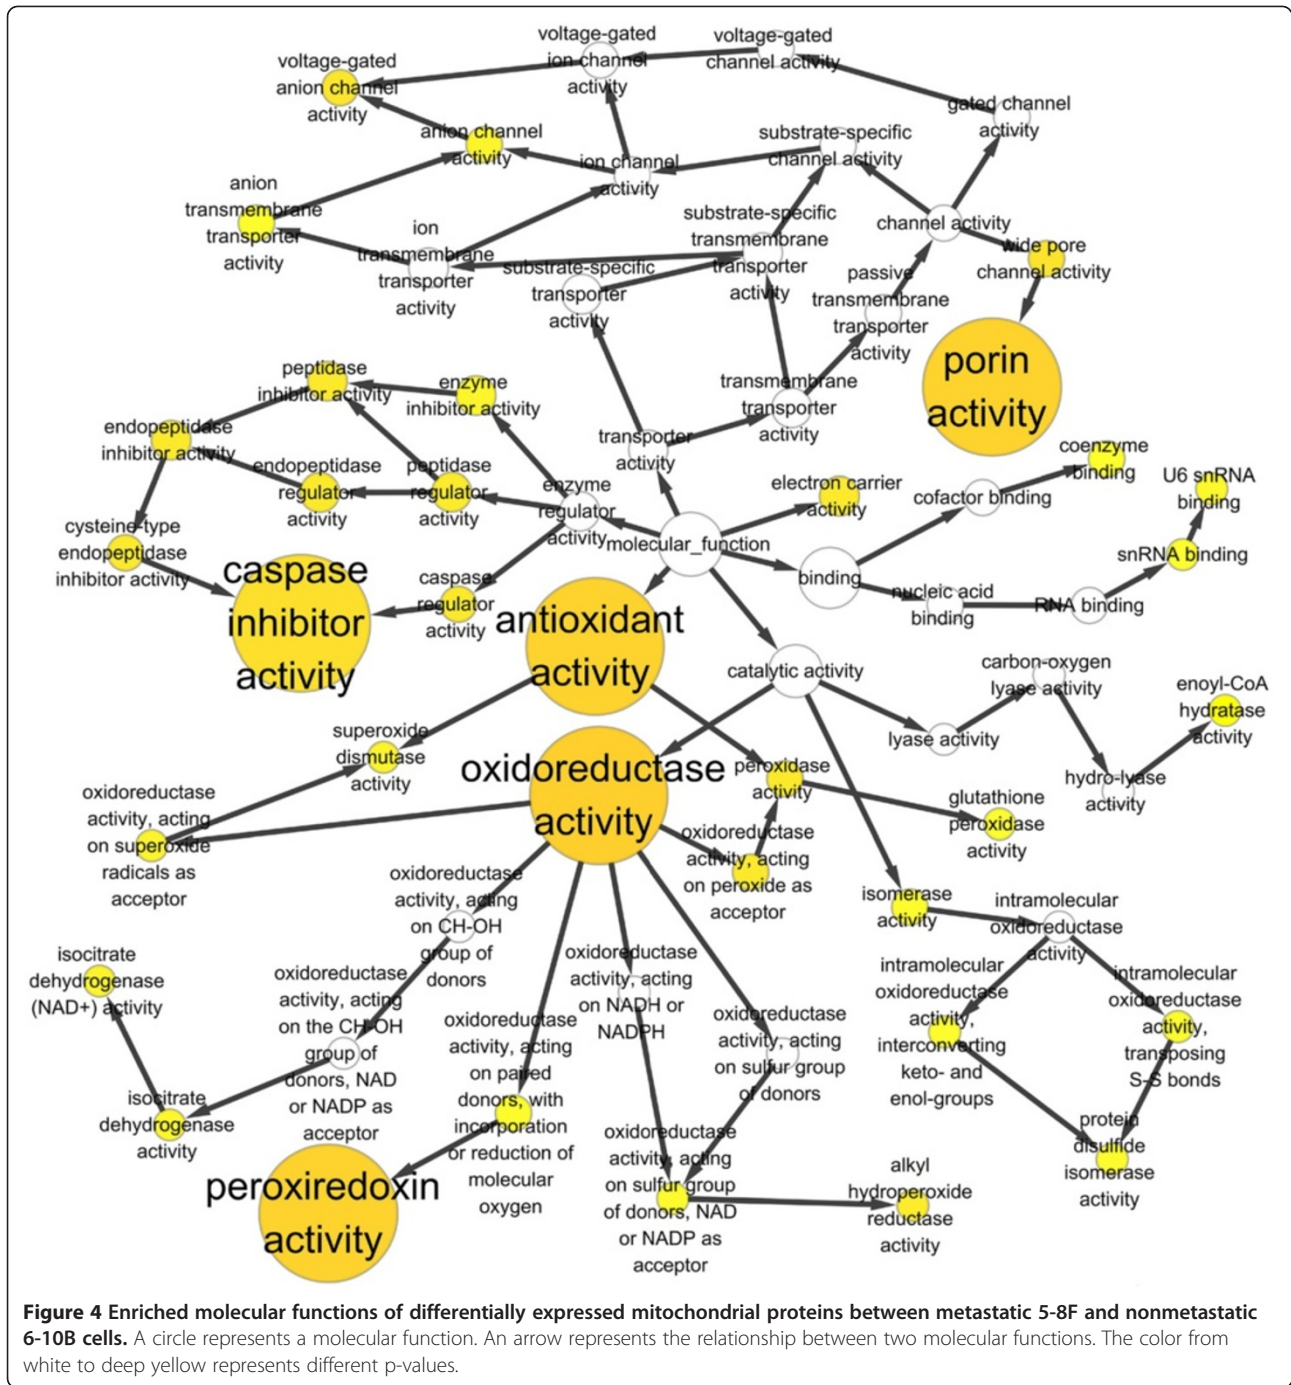 voltage-gated
ion channel
activity
voltage-gated
channel activity
voltage-gated
anion channel
activity
gated channel
activity
anion channel
activity
substrate-specific
channel activity
ion channel
activity
anion
transmembrane
transporter
activity
ion
transmembrane
transporter
activity
substrate-specific
transmembrane
transporter
activity
channel activity
wide pore
channel activity
substrate-specific
transporter
activity
passive
transmembrane
transporter
activity
porin
activity
peptidase
inhibitor activity
enzyme
inhibitor activity
transmembrane
transporter
activity
endopeptidase
inhibitor activity
transporter
activity
coenzyme
binding
endopeptidase
regulator
activity
peptidase
regulator
activity
enzyme
regulator
activity
electron carrier
activity
cofactor binding
U6 snRNA
binding
cysteine-type
endopeptidase
inhibitor activity
molecular_function
snRNA binding
caspase
inhibitor
activity
caspase
regulator
activity
antioxidant
activity
binding
nucleic acid
binding
RNA binding
catalytic activity
carbon-oxygen
lyase activity
enoyl-CoA
hydratase
activity
superoxide
dismutase
activity
lyase activity
oxidoreductase
activity
peroxidase
activity
hydro-lyase
activity
oxidoreductase
activity, acting
on superoxide
radicals as
acceptor
glutathione
peroxidase
activity
oxidoreductase
activity, acting
on peroxide as
acceptor
oxidoreductase
activity, acting
on CH-OH
group of
donors
isomerase
activity
intramolecular
oxidoreductase
activity
isocitrate
dehydrogenase
(NAD+) activity
oxidoreductase
activity, acting
on the CH-OH
group of
donors, NAD
or NADP as
acceptor
oxidoreductase
activity, acting
on NADH or
NADPH
intramolecular
oxidoreductase
activity,
interconverting
keto- and
enol-groups
intramolecular
oxidoreductase
activity,
transposing
S-S bonds
oxidoreductase
activity, acting
on paired
donors, with
incorporation
or reduction of
molecular
oxygen
oxidoreductase
activity, acting
on sulfur group
of donors
isocitrate
dehydrogenase
activity
oxidoreductase
activity, acting
on sulfur group
of donors, NAD
or NADP as
acceptor
protein
disulfide
isomerase
activity
peroxiredoxin
activity
alkyl
hydroperoxide
reductase
activity
Figure 4 Enriched molecular functions of differentially expressed mitochondrial proteins between metastatic 5-8F and nonmetastatic
6-10B cells. A circle represents a molecular function. An arrow represents the relationship between two molecular functions. The color from
white to deep yellow represents different p-values.